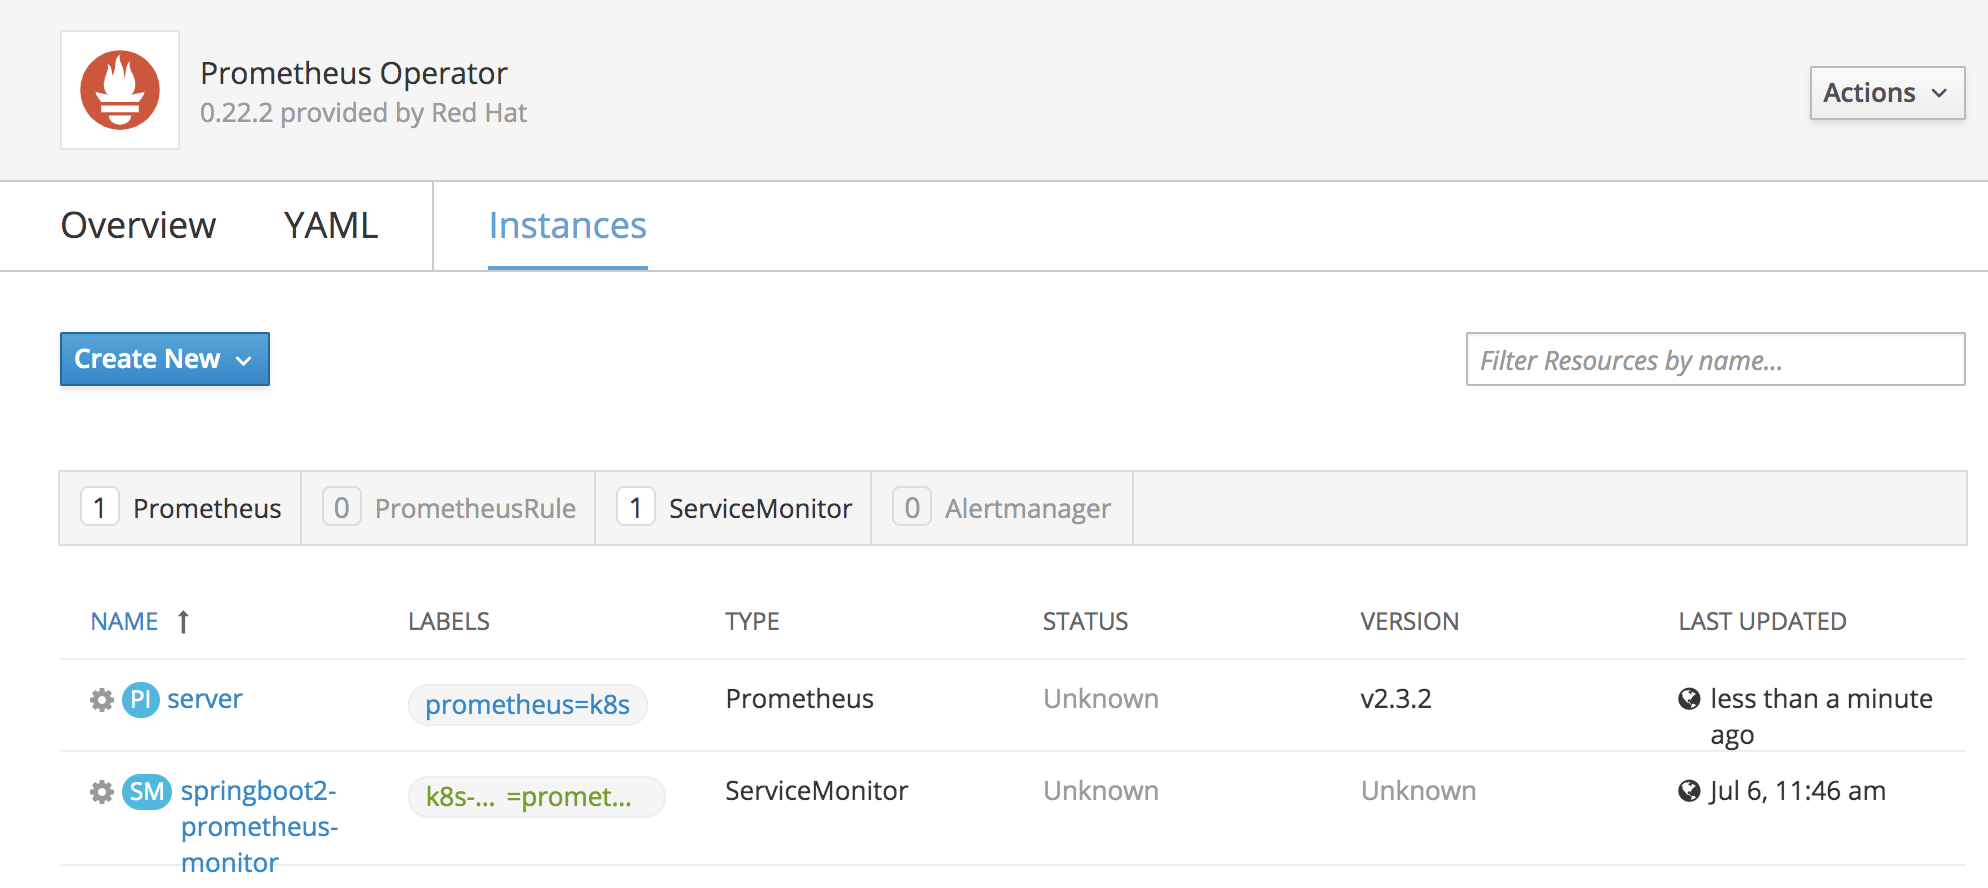 Prometheus Operator
0.22.2 provided by Red Hat
Actions
Overview YAML Instances
Create New
Filter Resources by name...
1 Prometheus 0 PrometheusRule 1 ServiceMonitor 0 Alertmanager
NAME LABELS TYPE STATUS VERSION LAST UPDATED
PI server prometheus=k8s Prometheus Unknown v2.3.2 less than a minute
ago
SM springboot2- k8s-... =promet... ServiceMonitor Unknown Unknown Jul 6, 11:46 am
prometheus-
monitor